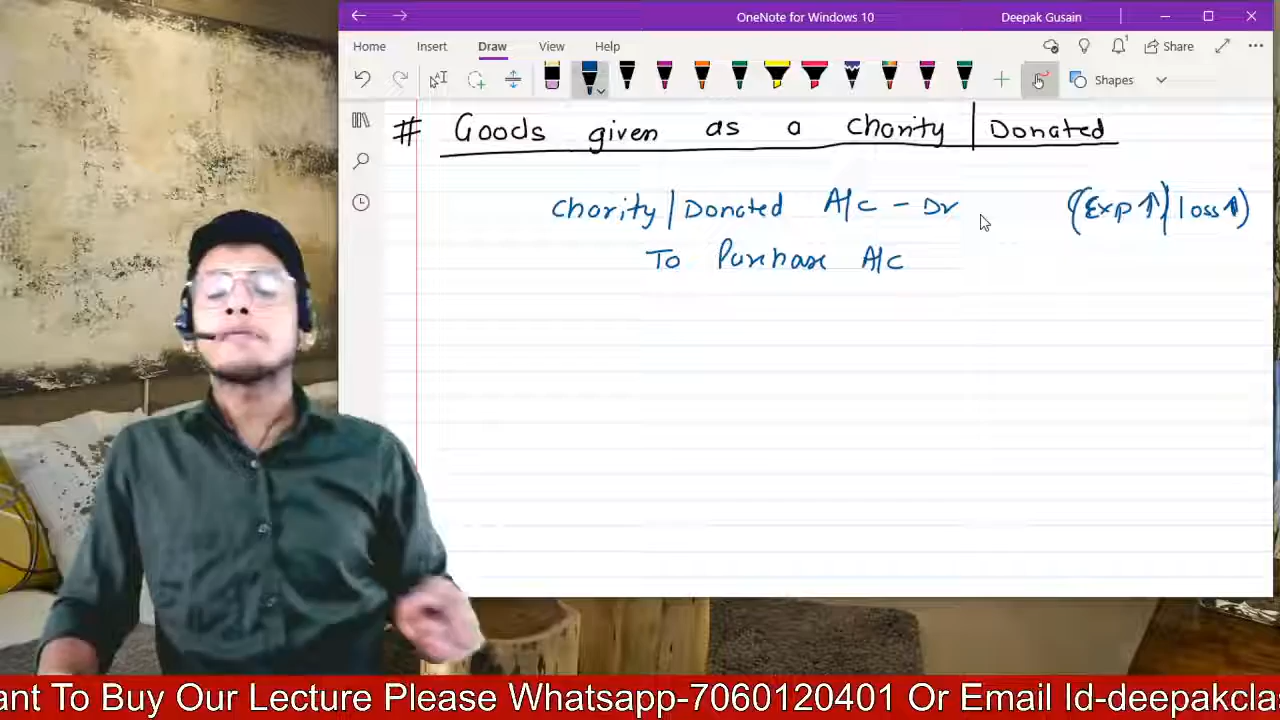 OneNote for Windows 10
Deepak Gusain
Home Insert Draw View Help
Share
Shapes
# Goods given as a Charity | Donated
Charity | Donated A/c - Dr (Exp ↑) | loss ↑)
To Purchase A/c
ant To Buy Our Lecture Please Whatsapp-7060120401 Or Email Id-deepakclas